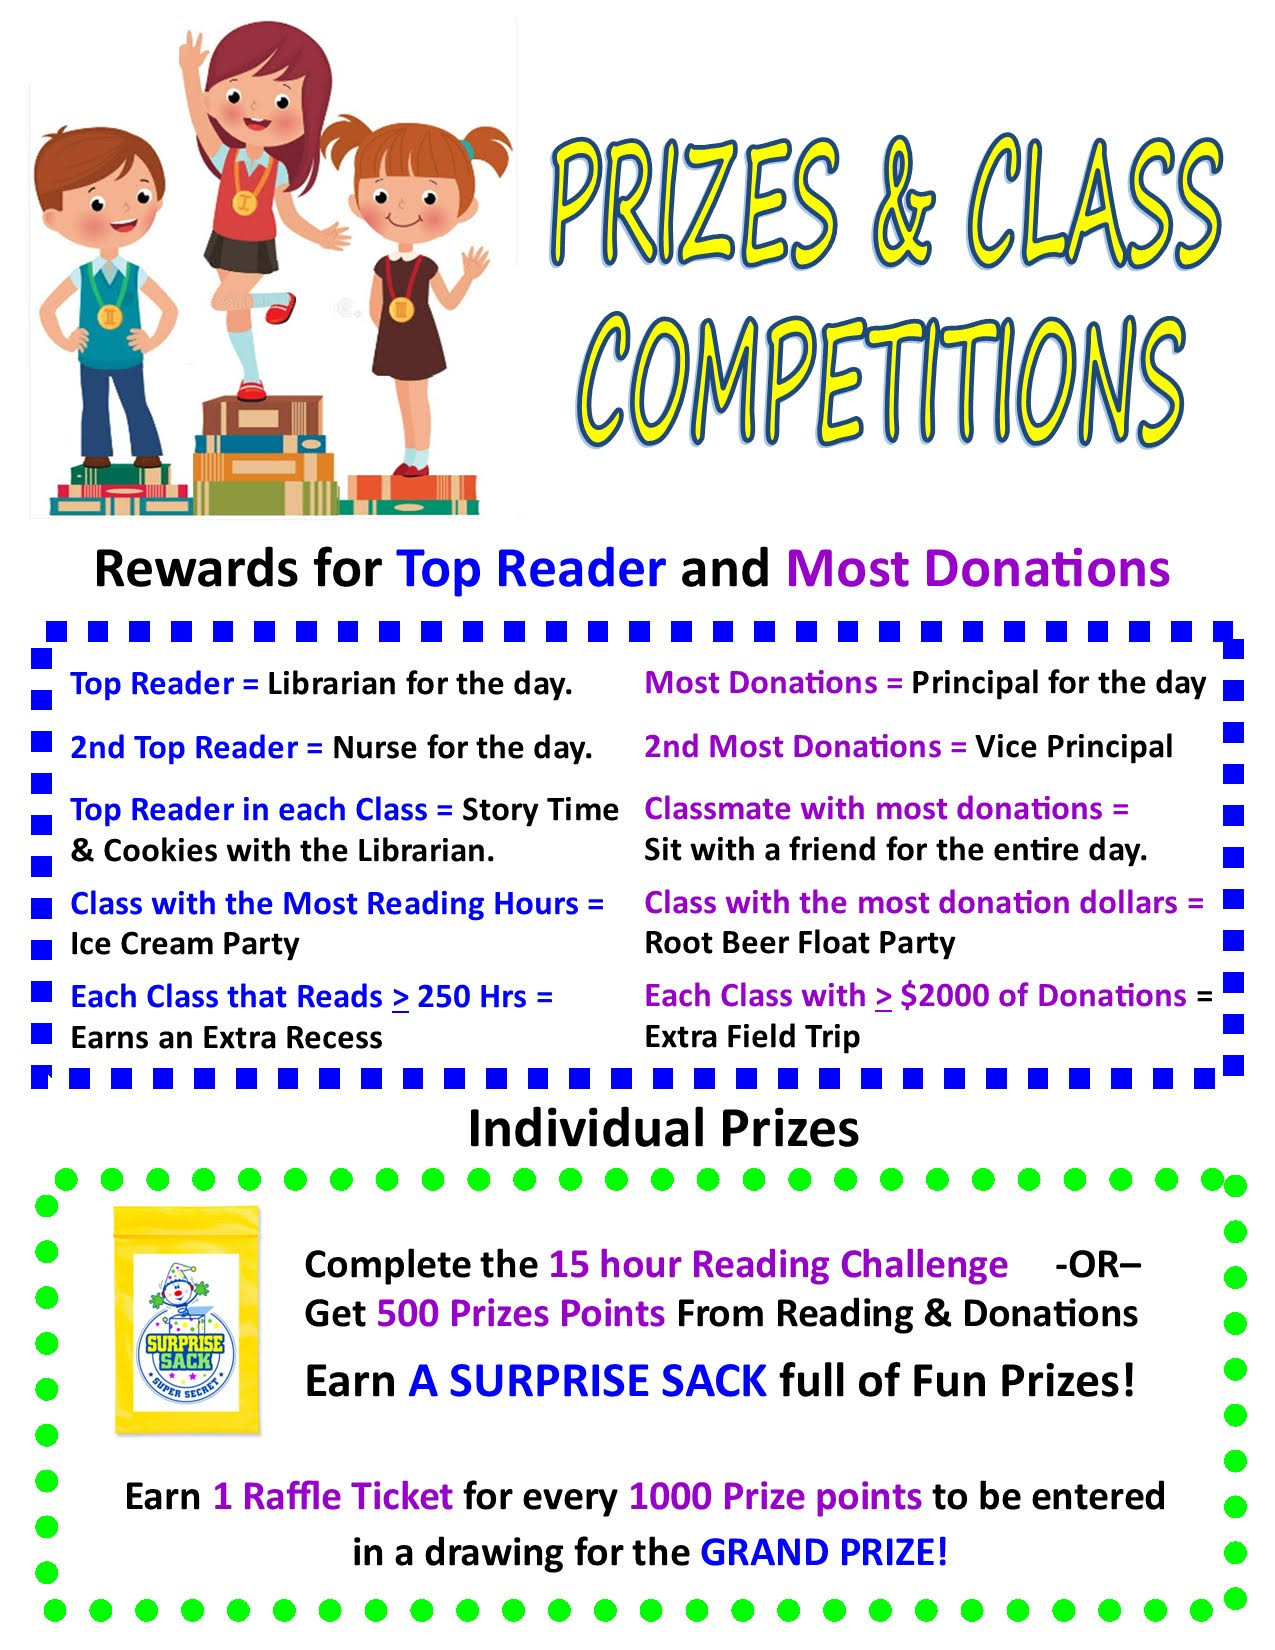 PRIZES & CLASS
COMPETITIONS
II
I
III
Rewards for Top Reader and Most Donations
Top Reader = Librarian for the day.
2nd Top Reader = Nurse for the day.
Top Reader in each Class = Story Time
& Cookies with the Librarian.
Class with the Most Reading Hours =
Ice Cream Party
Each Class that Reads ≥ 250 Hrs =
Earns an Extra Recess
Most Donations = Principal for the day
2nd Most Donations = Vice Principal
Classmate with most donations =
Sit with a friend for the entire day.
Class with the most donation dollars =
Root Beer Float Party
Each Class with ≥ $2000 of Donations =
Extra Field Trip
Individual Prizes
SURPRISE
SACK
SUPER SECRET
Complete the 15 hour Reading Challenge -OR–
Get 500 Prizes Points From Reading & Donations
Earn A SURPRISE SACK full of Fun Prizes!
Earn 1 Raffle Ticket for every 1000 Prize points to be entered
in a drawing for the GRAND PRIZE!